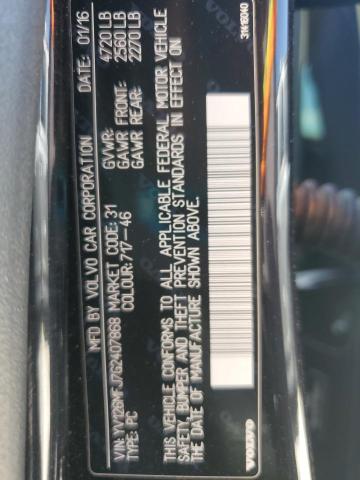 MFD BY VOLVO CAR CORPORATION 01/16
GVWR: 4720 LB
GAWR FRONT: 2560 LB
GAWR REAR: 2270 LB
VIN: YV126MFJ7G2407868 MARKET CODE: 31
TYPE: PC COLOUR: 717-46
THIS VEHICLE CONFORMS TO ALL APPLICABLE FEDERAL MOTOR VEHICLE
SAFETY, BUMPER AND THEFT PREVENTION STANDARDS IN EFFECT ON
THE DATE OF MANUFACTURE SHOWN ABOVE.
VOLVO
31418040